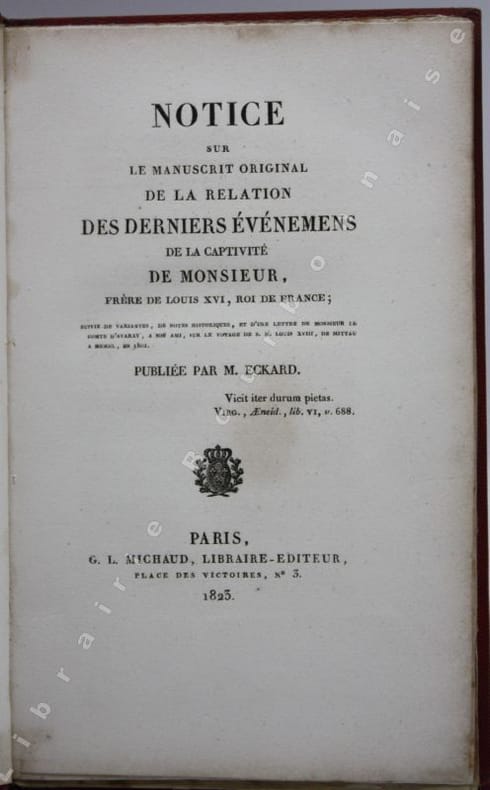 NOTICE
SUR
LE MANUSCRIT ORIGINAL
DE LA RELATION
DES DERNIERS ÉVÉNEMENS
DE LA CAPTIVITÉ
DE MONSIEUR,
FRÈRE DE LOUIS XVI, ROI DE FRANCE;
SUIVIE DE VARIANTES, DE NOTES HISTORIQUES, ET D'UNE LETTRE DE MONSIEUR LE
COMTE D'AVARAY, A SON AMI, SUR LE VOYAGE DE S. M. LOUIS XVIII, DE MITTAU
A MEMEL, EN 1801.
PUBLIÉE PAR M. ECKARD.
Vicit iter durum pietas.
VIRG., Æneid., lib. VI, v. 688.
PARIS,
G. L. MICHAUD, LIBRAIRE-EDITEUR,
PLACE DES VICTOIRES, Nº 3.
1823.
Librairie Bourbonnaise